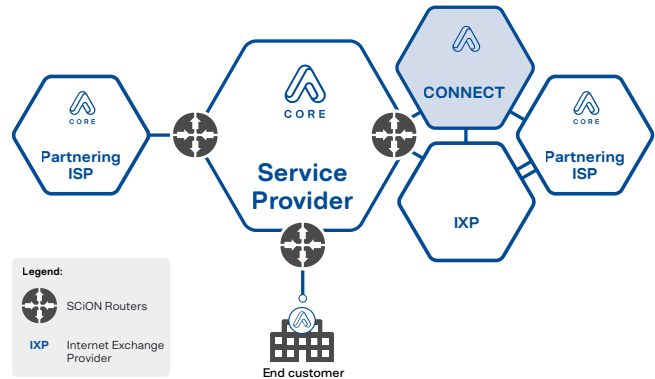 CORE
Partnering
ISP
CORE
Service
Provider
CONNECT
CORE
Partnering
ISP
IXP
Legend:
SCiON Routers
IXP Internet Exchange
Provider
End customer